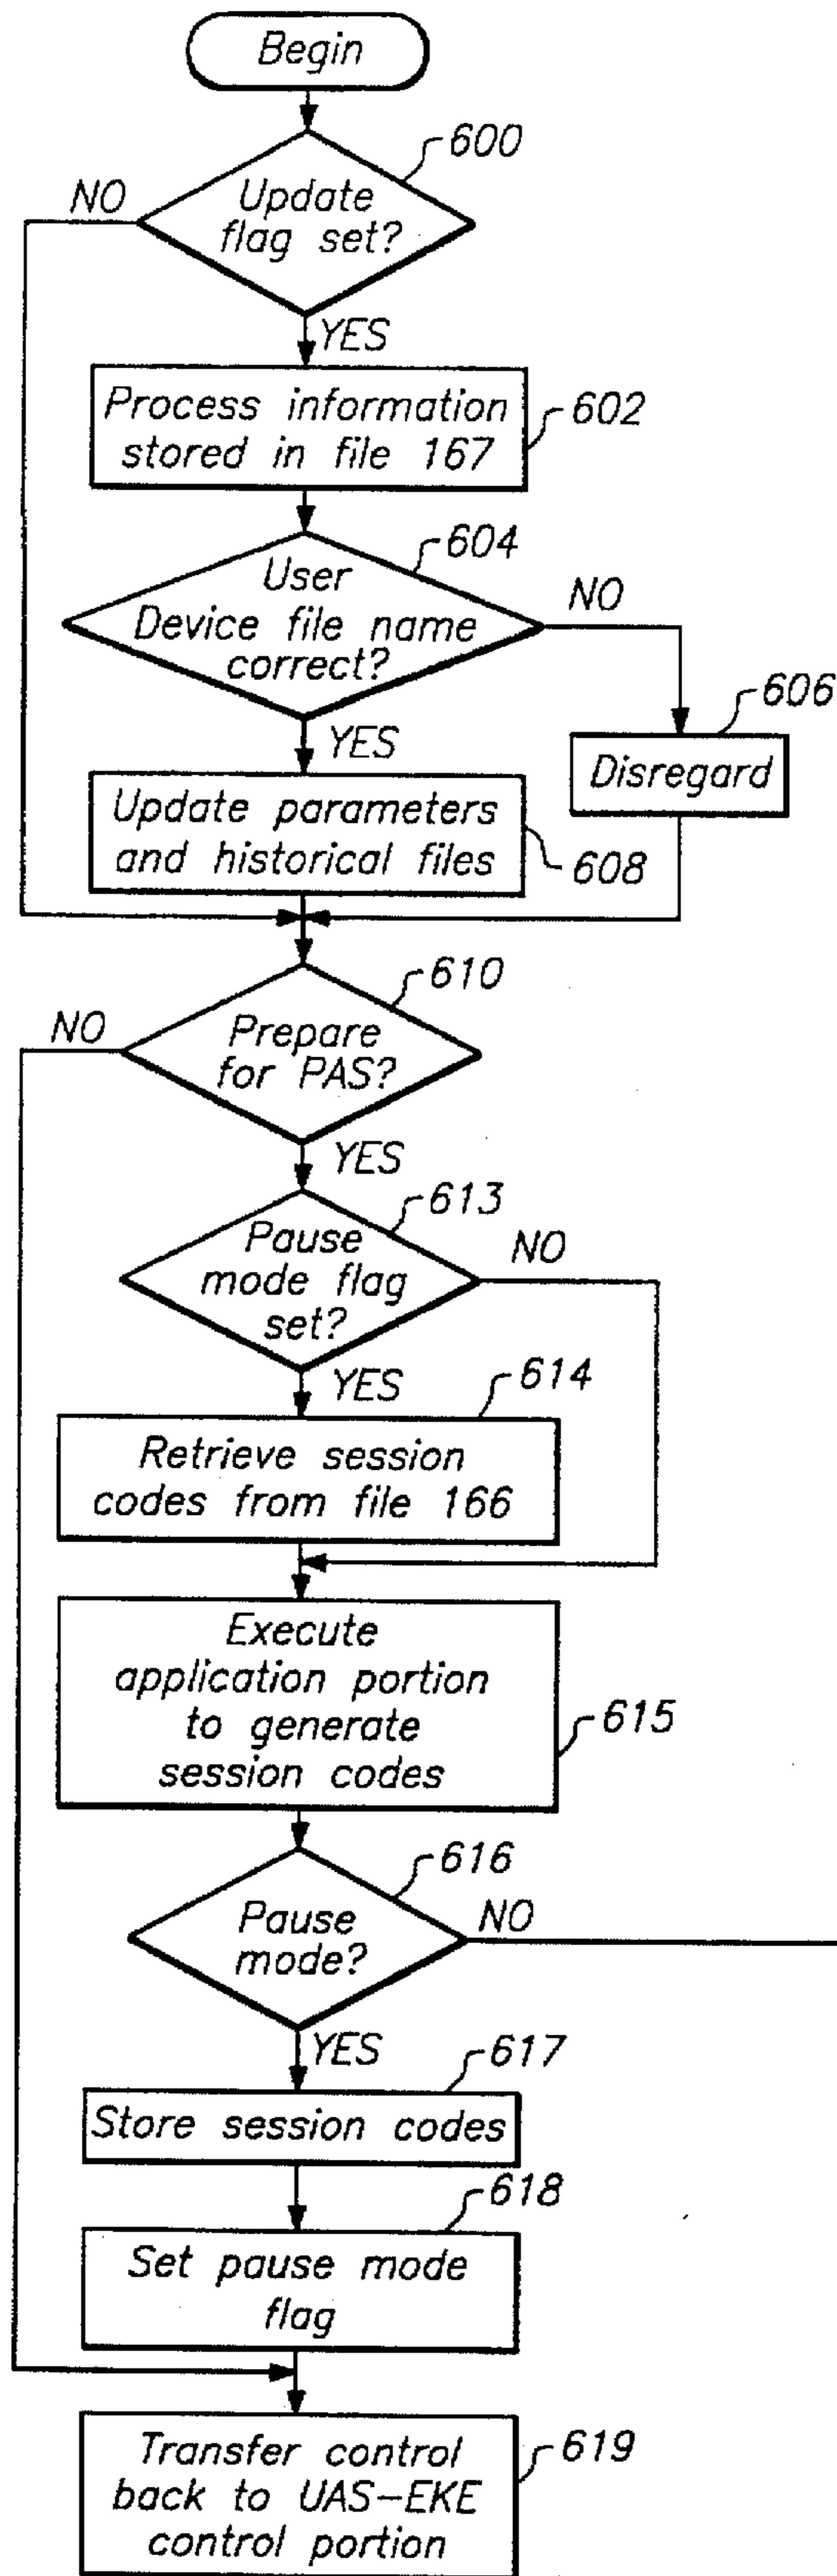 Begin
600
NO
Update
flag set?
YES
Process information
stored in file 167
602
604
User
Device file name
correct?
NO
YES
606
Disregard
Update parameters
and historical files
608
610
NO
Prepare
for PAS?
YES
613
Pause
mode flag
set?
NO
YES
614
Retrieve session
codes from file 166
Execute
application portion
to generate
session codes
615
616
Pause
mode?
NO
YES
617
Store session codes
618
Set pause mode
flag
Transfer control
back to UAS-EKE
control portion
619